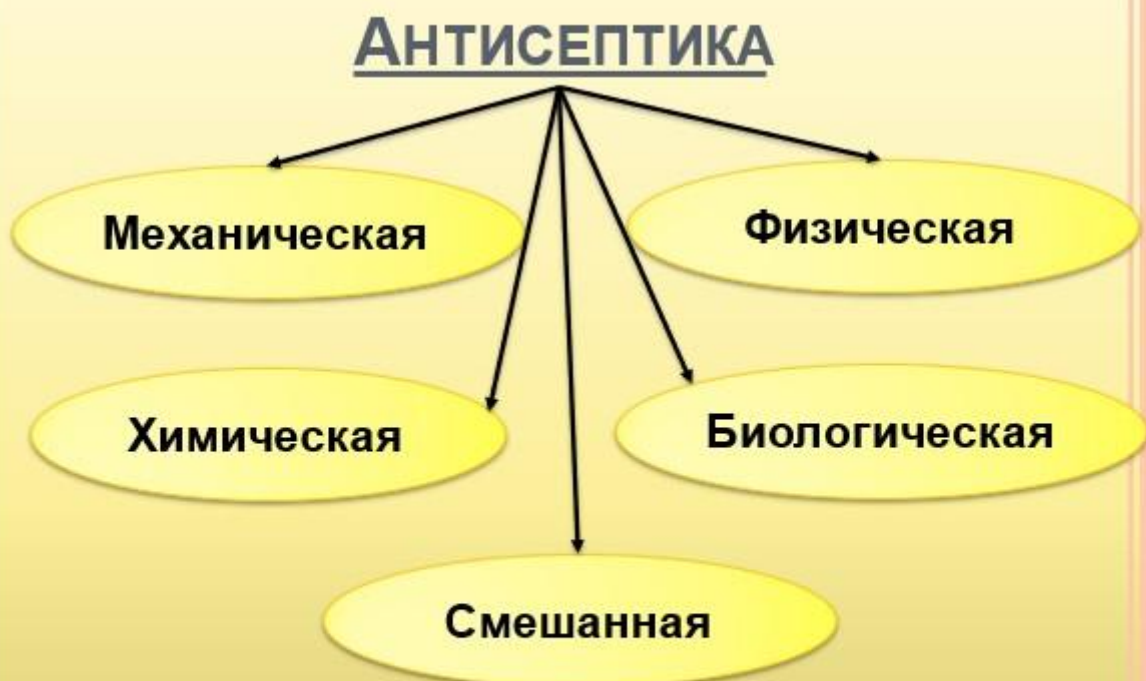 Антисептика
Механическая
Физическая
Химическая
Биологическая
Смешанная